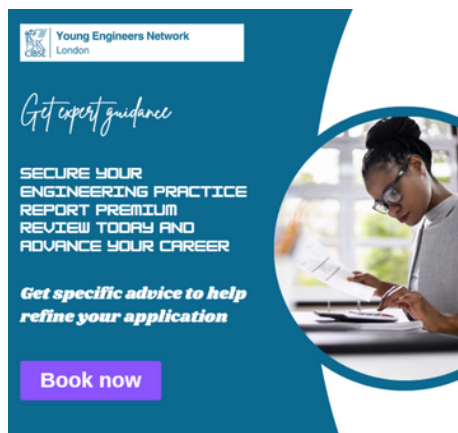 Young Engineers Network
CIBSE London
Get expert guidance
SECURE YOUR
ENGINEERING PRACTICE
REPORT PREMIUM
REVIEW TODAY AND
ADVANCE YOUR CAREER
Get specific advice to help
refine your application
Book now